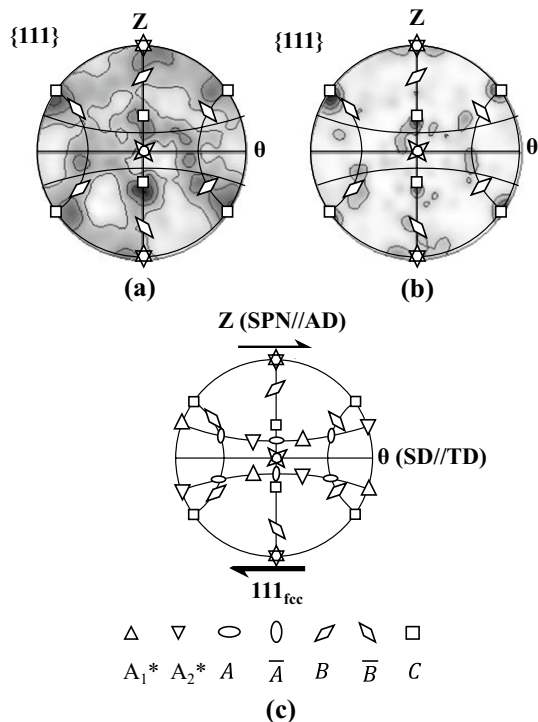 Z
Z
{111}
{111}
θ
θ
(a)
(b)
Z (SPN//AD)
θ (SD//TD)
111fcc
A1* A2* A A̅ B B̅ C
(c)